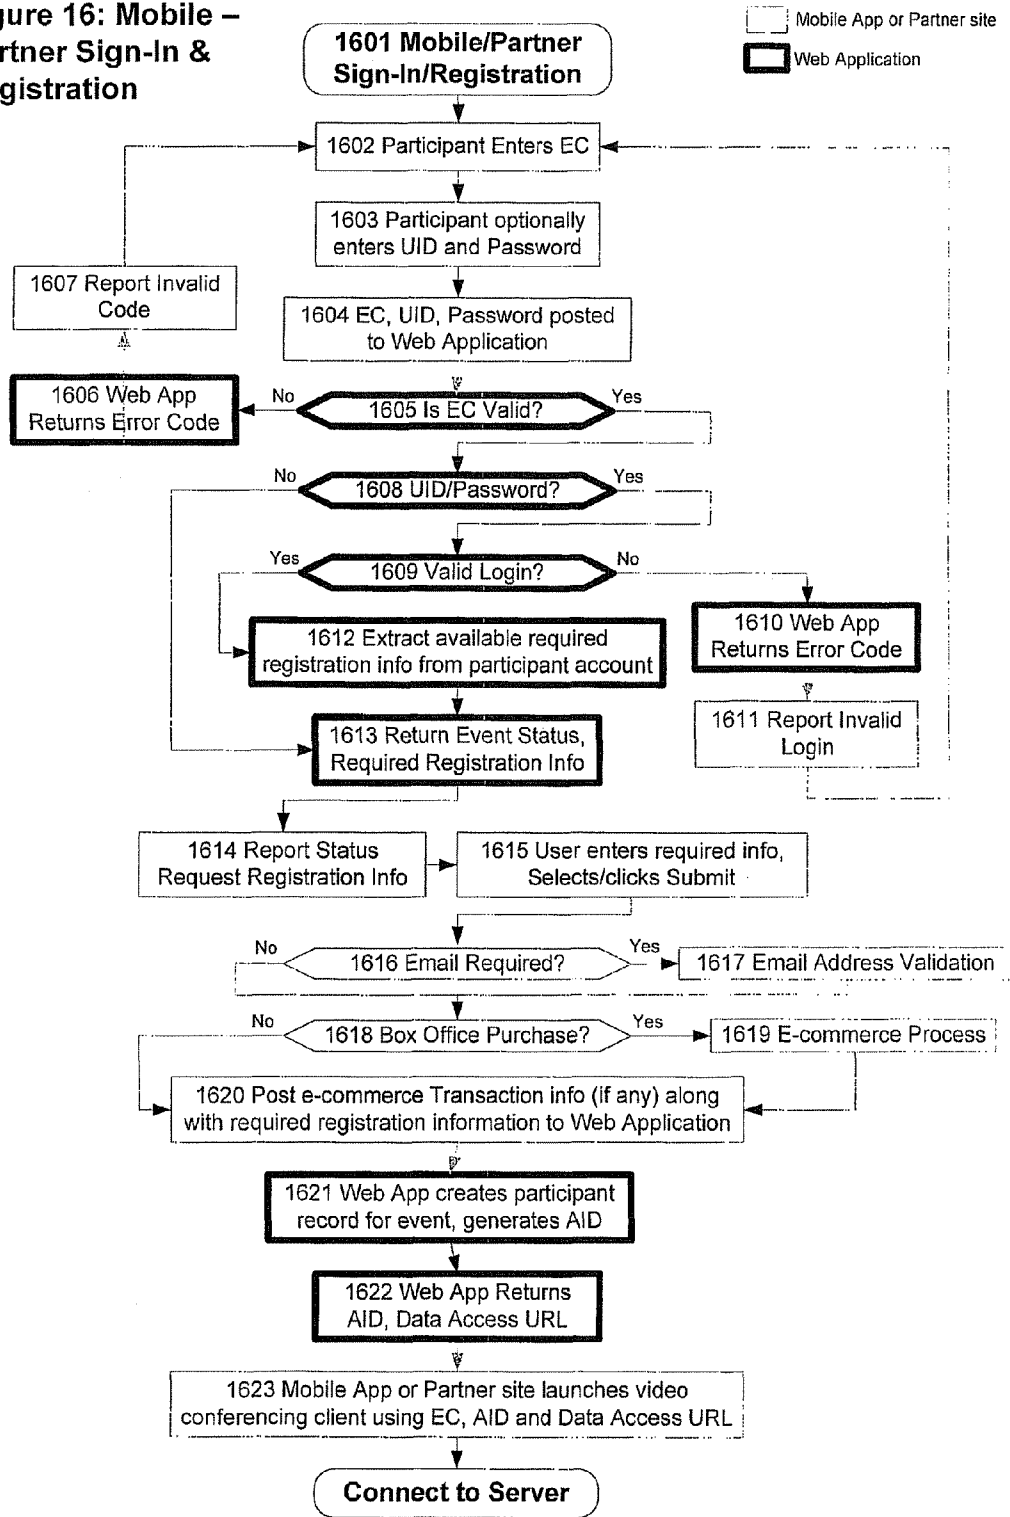 gure 16: Mobile –
rtner Sign-In &
gistration
Mobile App or Partner site
Web Application
1601 Mobile/Partner
Sign-In/Registration
1602 Participant Enters EC
1603 Participant optionally
enters UID and Password
1607 Report Invalid
Code
1604 EC, UID, Password posted
to Web Application
1606 Web App
Returns Error Code
No
1605 Is EC Valid?
Yes
No
1608 UID/Password?
Yes
Yes
1609 Valid Login?
No
1610 Web App
Returns Error Code
1612 Extract available required
registration info from participant account
1611 Report Invalid
Login
1613 Return Event Status,
Required Registration Info
1614 Report Status
Request Registration Info
1615 User enters required info,
Selects/clicks Submit
No
1616 Email Required?
Yes
1617 Email Address Validation
No
1618 Box Office Purchase?
Yes
1619 E-commerce Process
1620 Post e-commerce Transaction info (if any) along
with required registration information to Web Application
1621 Web App creates participant
record for event, generates AID
1622 Web App Returns
AID, Data Access URL
1623 Mobile App or Partner site launches video
conferencing client using EC, AID and Data Access URL
Connect to Server